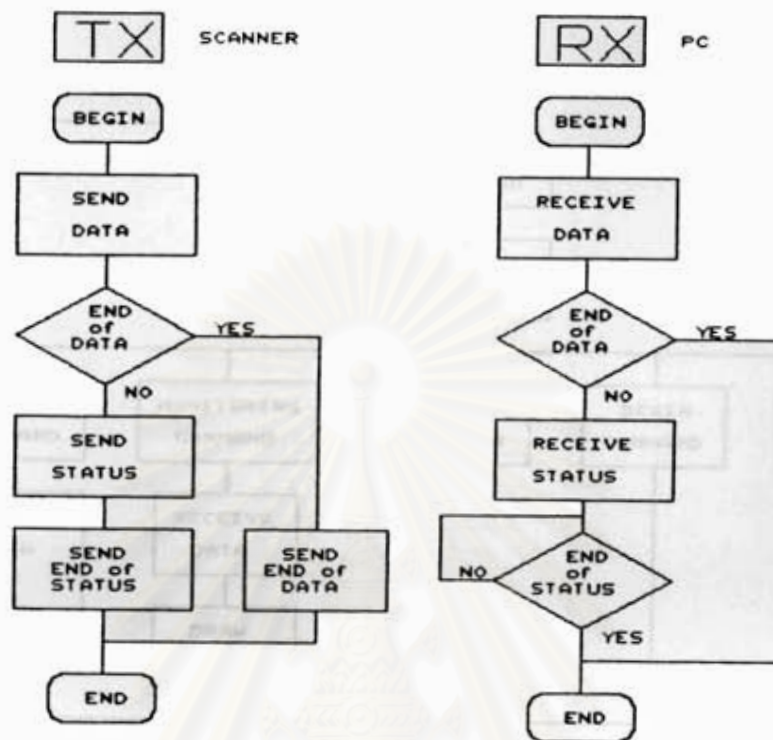 TX SCANNER
BEGIN
SEND
DATA
END
of
DATA
YES
NO
SEND
STATUS
SEND
END of
STATUS
SEND
END of
DATA
END
RX PC
BEGIN
RECEIVE
DATA
END
of
DATA
YES
NO
RECEIVE
STATUS
END
of
STATUS
NO
YES
END